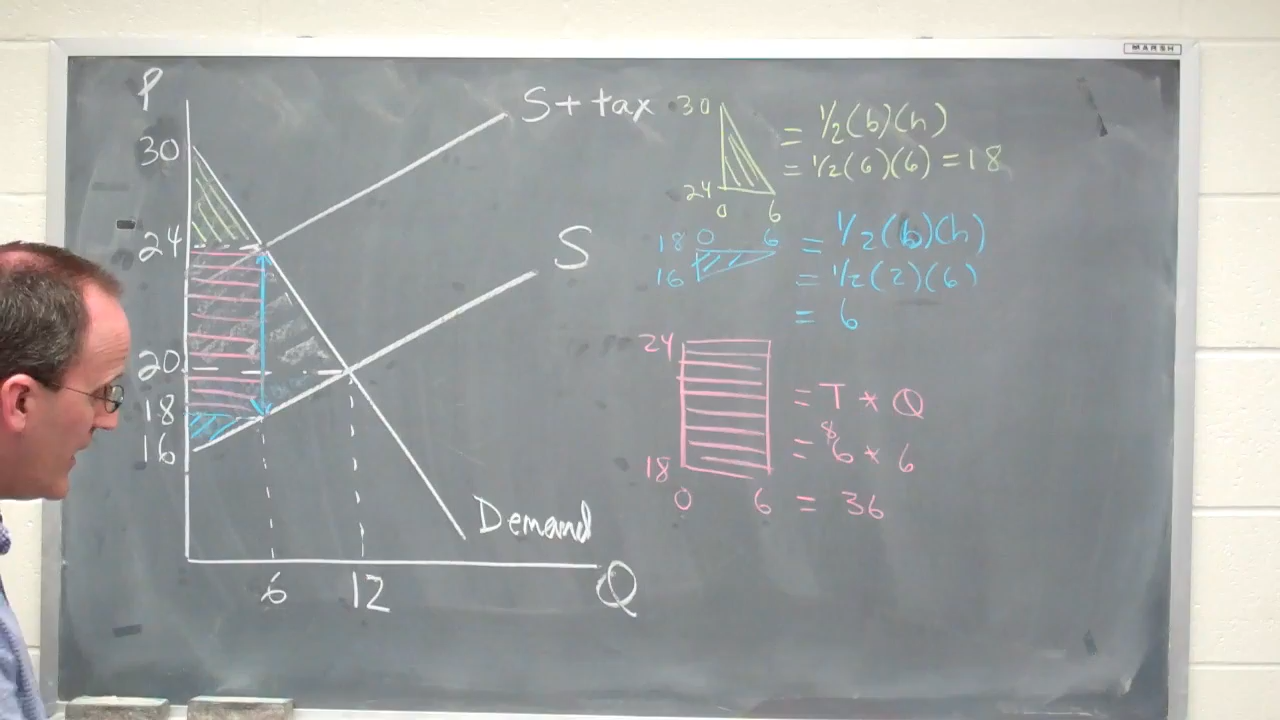 MARSH
P
30
24
20
18
16
S + tax
S
Demand
6
12
Q
30
24
0
6
= 1/2 (b)(h)
= 1/2 (6)(6) = 18
18
0
6
16
= 1/2 (b)(h)
= 1/2 (2)(6)
= 6
24
18
0
6
= T * Q
= $6 * 6
= 36